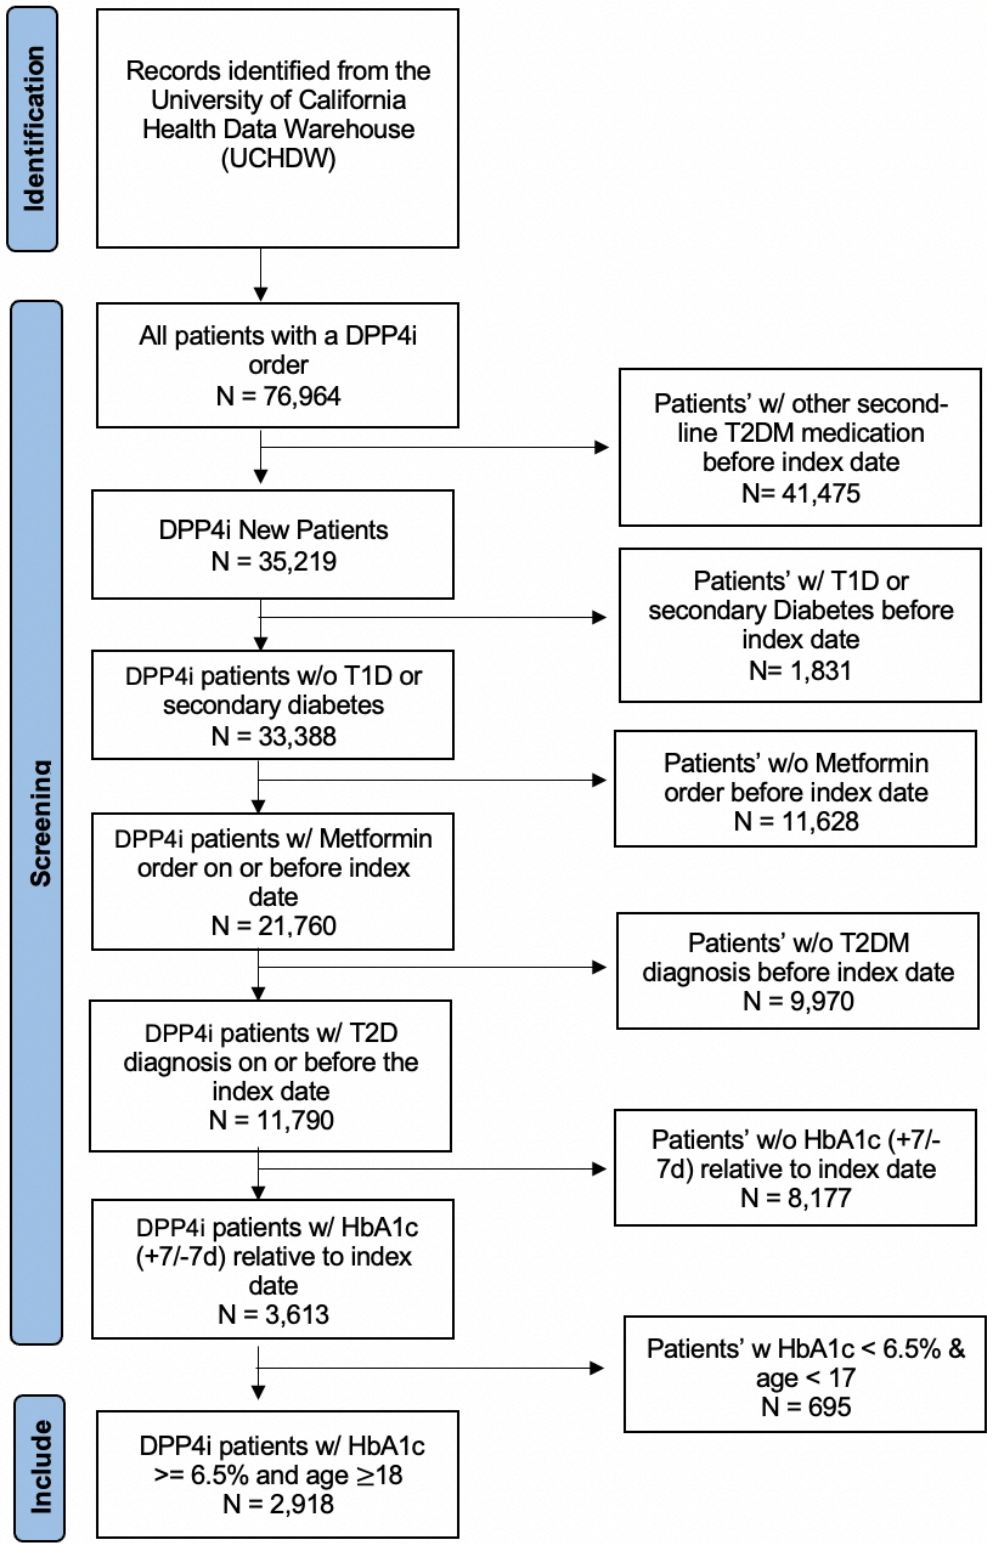 Identification
Records identified from the
University of California
Health Data Warehouse
(UCHDW)
Screening
All patients with a DPP4i
order
N = 76,964
Patients’ w/ other second-
line T2DM medication
before index date
N= 41,475
DPP4i New Patients
N = 35,219
Patients’ w/ T1D or
secondary Diabetes before
index date
N= 1,831
DPP4i patients w/o T1D or
secondary diabetes
N = 33,388
Patients’ w/o Metformin
order before index date
N = 11,628
DPP4i patients w/ Metformin
order on or before index
date
N = 21,760
Patients’ w/o T2DM
diagnosis before index date
N = 9,970
DPP4i patients w/ T2D
diagnosis on or before the
index date
N = 11,790
Patients’ w/o HbA1c (+7/-
7d) relative to index date
N = 8,177
DPP4i patients w/ HbA1c
(+7/-7d) relative to index
date
N = 3,613
Patients’ w HbA1c < 6.5% &
age < 17
N = 695
Include
DPP4i patients w/ HbA1c
>= 6.5% and age ≥18
N = 2,918